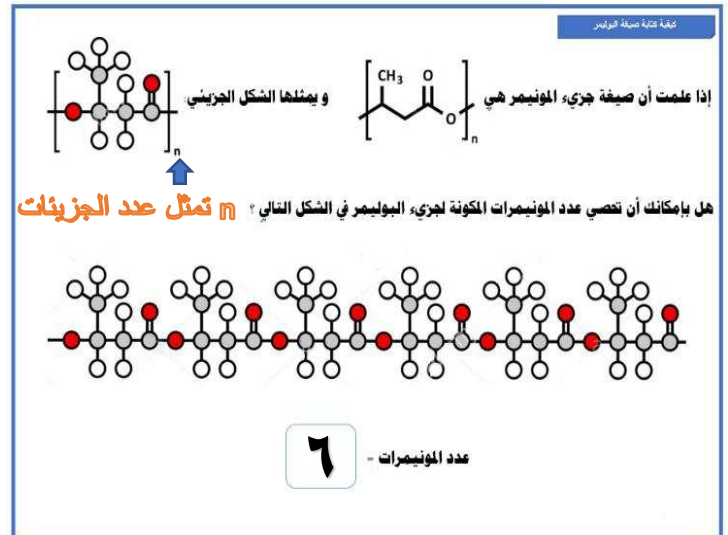 كيفية كتابة صيغة البوليمر
إذا علمت أن صيغة جزيء المونيمر هي
CH₃ O
O
n
و يمثلها الشكل الجزيئي:
n
هل بإمكانك أن تحصي عدد المونيمرات المكونة لجزيء البوليمر في الشكل التالي ؟
n تمثل عدد الجزيئات
عدد المونيمرات =
٦